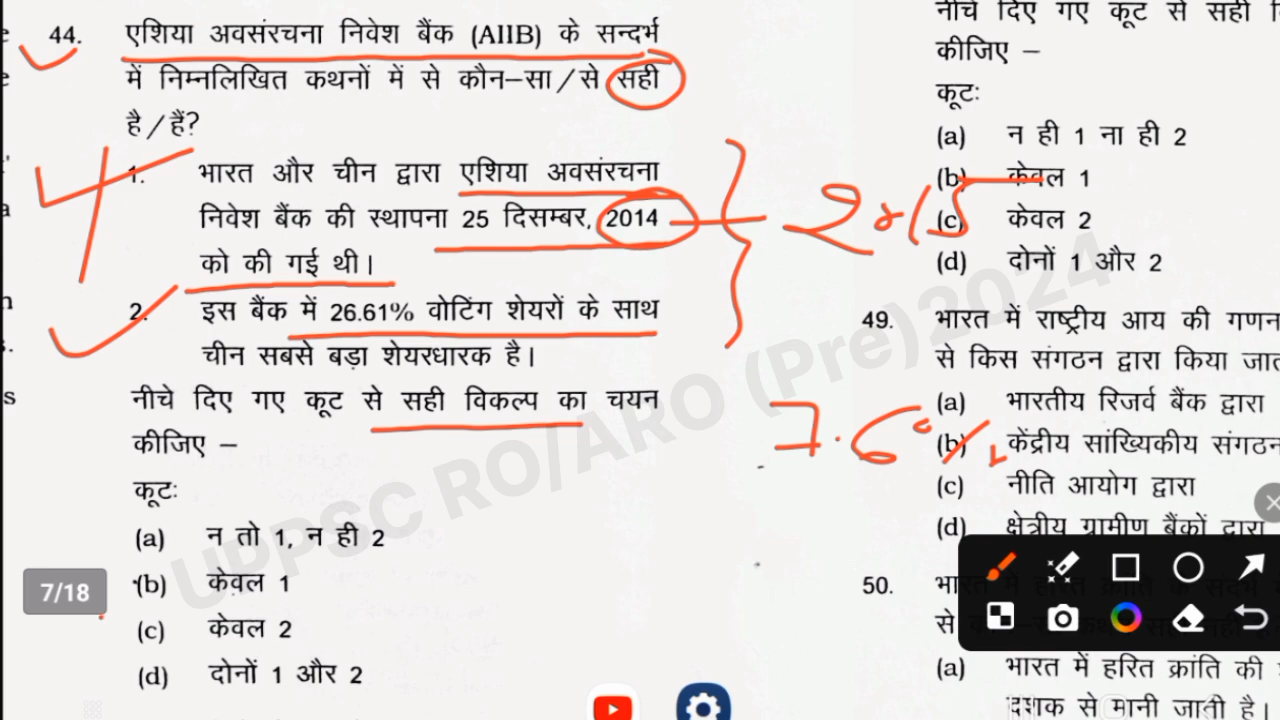 44. एशिया अवसंरचना निवेश बैंक (AIIB) के सन्दर्भ
में निम्नलिखित कथनों में से कौन–सा/से सही
है/हैं?
1. भारत और चीन द्वारा एशिया अवसंरचना
निवेश बैंक की स्थापना 25 दिसम्बर, 2014
को की गई थी।
2. इस बैंक में 26.61% वोटिंग शेयरों के साथ
चीन सबसे बड़ा शेयरधारक है।
नीचे दिए गए कूट से सही विकल्प का चयन
कीजिए –
कूटः
(a) न तो 1, न ही 2
(b) केवल 1
(c) केवल 2
(d) दोनों 1 और 2
7/18
2015
7.6%
नीचे दिए गए कूट से सही
कीजिए –
कूटः
(a) न ही 1 ना ही 2
(b) केवल 1
(c) केवल 2
(d) दोनों 1 और 2
49. भारत में राष्ट्रीय आय की गणन
से किस संगठन द्वारा किया जात
(a) भारतीय रिजर्व बैंक द्वारा
(b) केंद्रीय सांख्यिकीय संगठन
(c) नीति आयोग द्वारा
(d) क्षेत्रीय ग्रामीण बैंकों द्वारा
50.
(a) भारत में हरित क्रांति की
दशक से मानी जाती है।
UPPSC RO/ARO (Pre) 2024